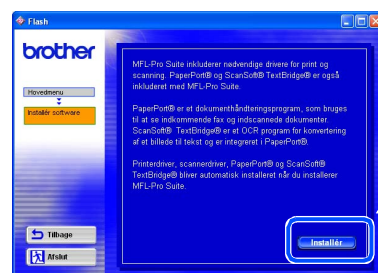 Flash
brother
MFL-Pro Suite inkluderer nødvendige drivere for print og
scanning. PaperPort® og ScanSoft® TextBridge® er også
inkluderet med MFL-Pro Suite.
Hovedmenu
Installér software
PaperPort® er et dokumenthåndteringsprogram, som bruges
til at se indkommende fax og indscannede dokumenter.
ScanSoft® TextBridge® er et OCR program for konvertering
af et billede til tekst og er integreret i PaperPort®.
Printerdriver, scannerdriver, PaperPort® og ScanSoft®
TextBridge® bliver automatisk installeret når du installerer
MFL-Pro Suite.
Tilbage
Afslut
Installér